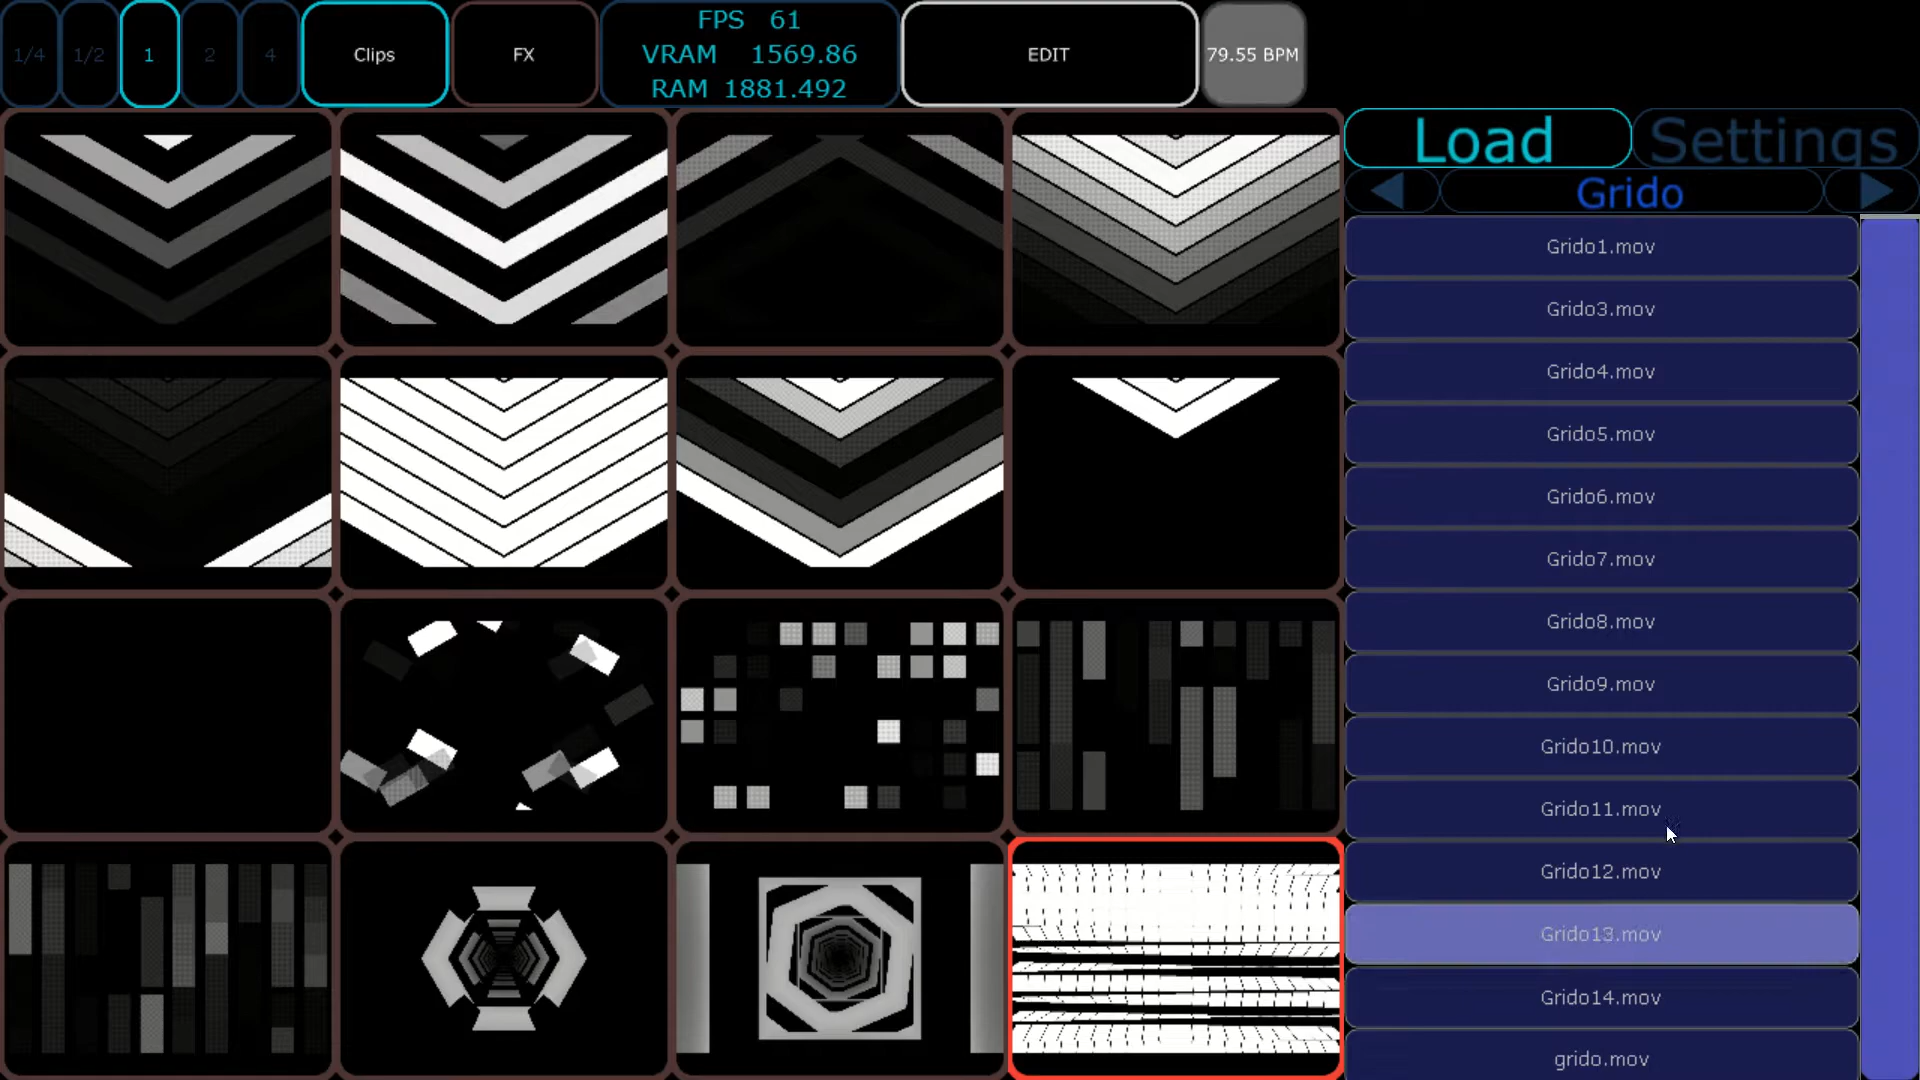 1/4 1/2 1 2 4 Clips FX FPS 61 EDIT 79.55 BPM
VRAM 1569.86
RAM 1881.492
Load Settings
Grido
Grido1.mov
Grido3.mov
Grido4.mov
Grido5.mov
Grido6.mov
Grido7.mov
Grido8.mov
Grido9.mov
Grido10.mov
Grido11.mov
Grido12.mov
Grido13.mov
Grido14.mov
grido.mov